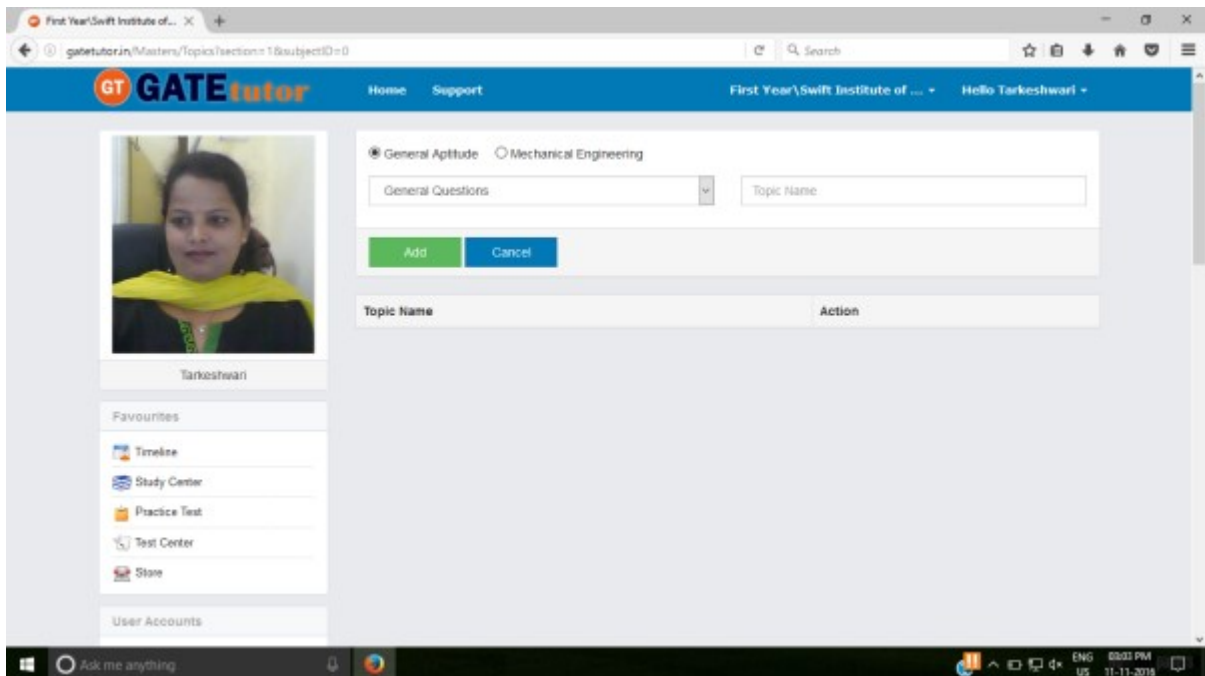 First Year\Swift Institute of...
gatetutor.in/Masters/Topics?section=1&subjectID=0
Search
GT GATEtutor
Home Support First Year\Swift Institute of .... Hello Tarkeshwari
General Aptitude Mechanical Engineering
General Questions Topic Name
Add Cancel
Topic Name Action
Tarkeshwari
Favourites
Timeline
Study Center
Practice Test
Test Center
Store
User Accounts
Ask me anything
ENG 03:03 PM
US 11-11-2016